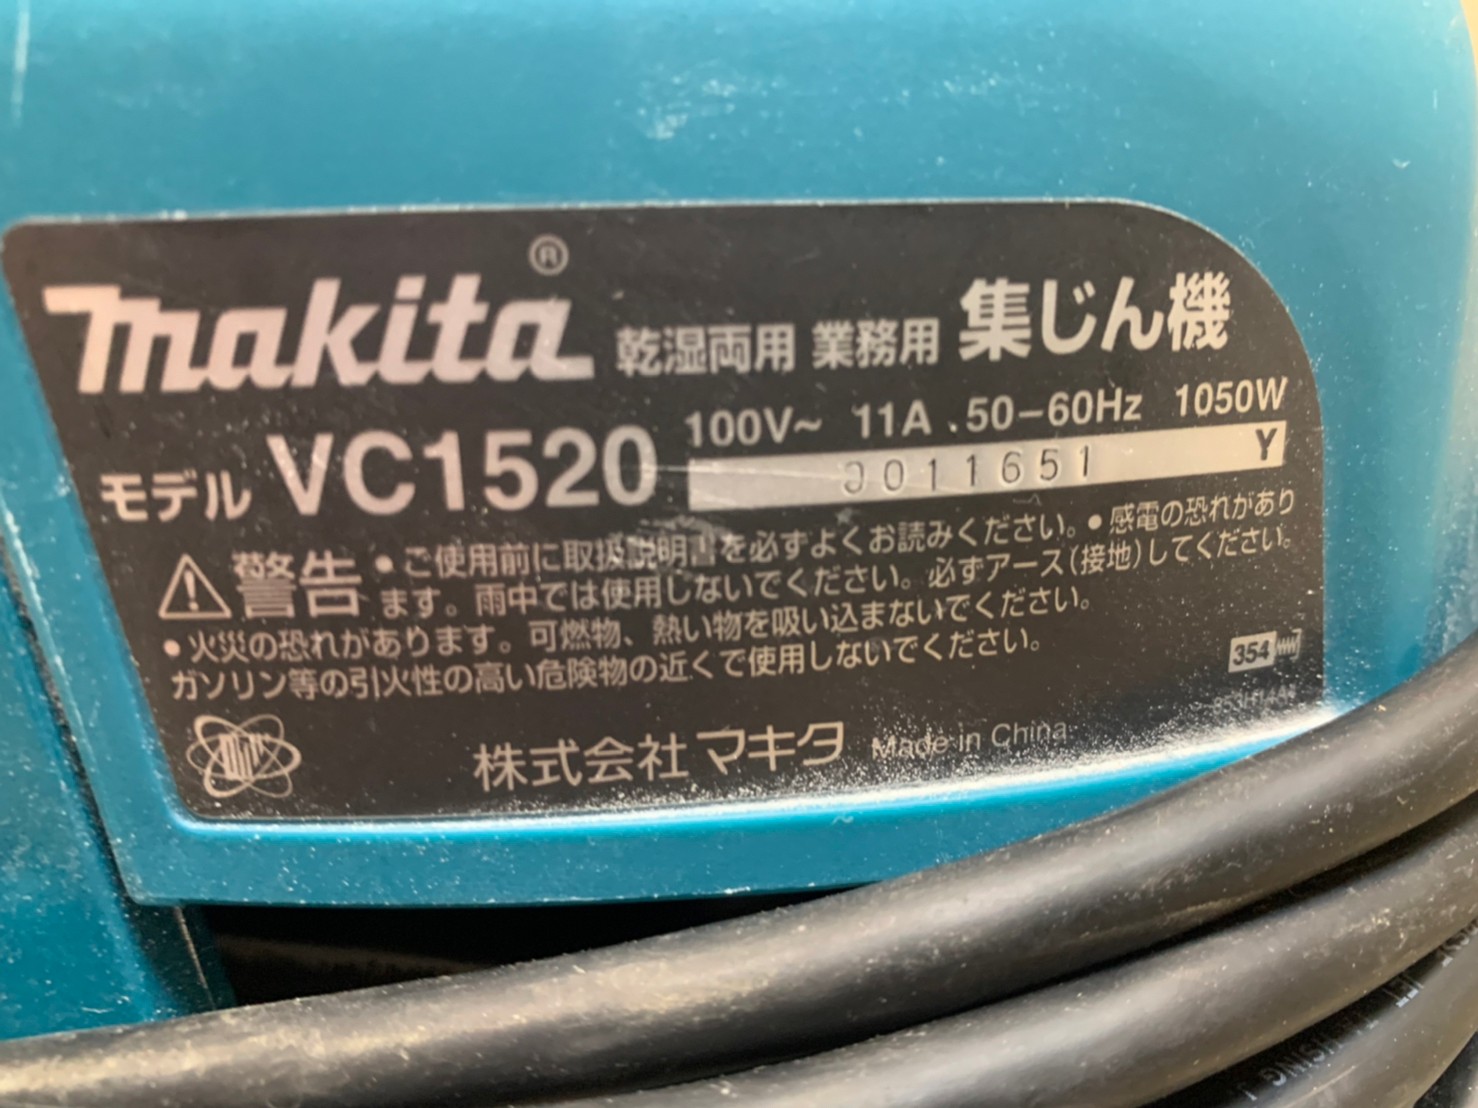 makita® 乾湿両用 業務用 集じん機
モデル VC1520 100V~ 11A 50-60Hz 1050W
0011651 Y
警告 ●ご使用前に取扱説明書を必ずよくお読みください。●感電の恐れがあり
ます。雨中では使用しないでください。必ずアース(接地)してください。
●火災の恐れがあります。可燃物、熱い物を吸い込まないでください。
ガソリン等の引火性の高い危険物の近くで使用しないでください。
354
株式会社マキタ Made in China